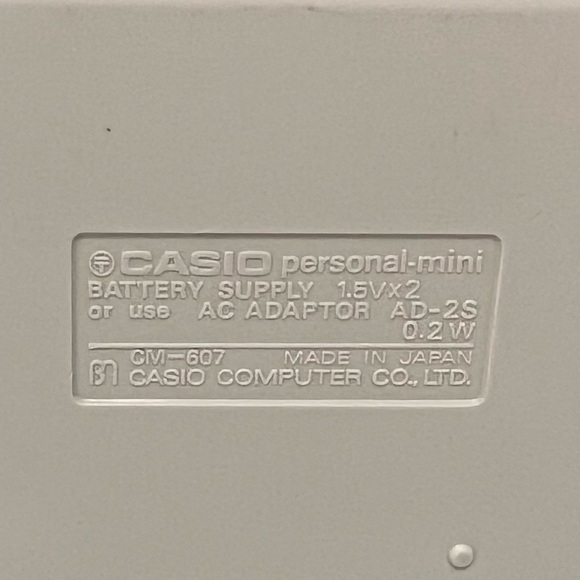 CASIO personal-mini
BATTERY SUPPLY 1.5V×2
or use AC ADAPTOR AD-2S
0.2W
CM-607 MADE IN JAPAN
CASIO COMPUTER CO., LTD.